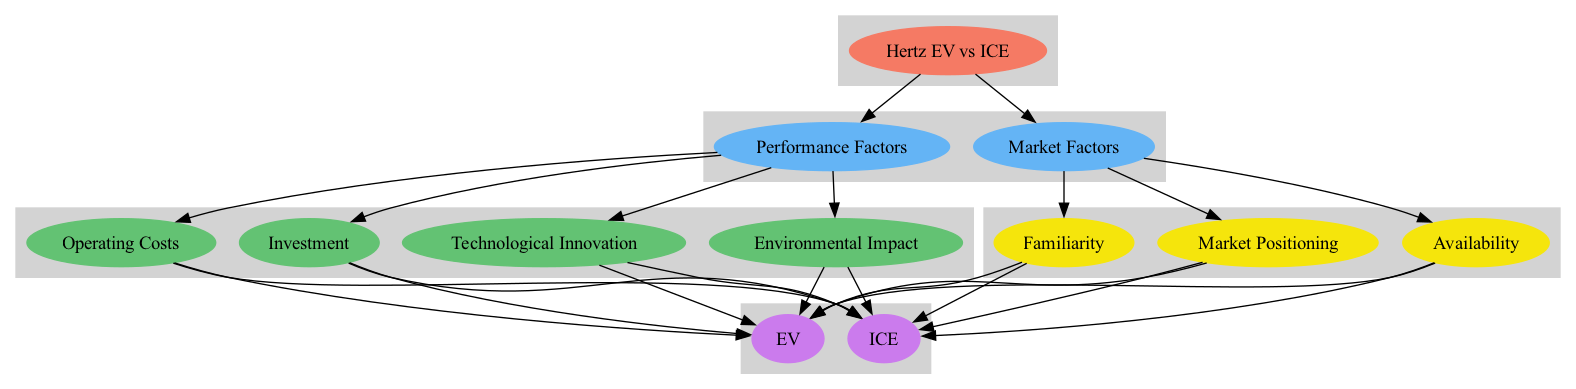 Hertz EV vs ICE
Performance Factors
Market Factors
Operating Costs
Investment
Technological Innovation
Environmental Impact
Familiarity
Market Positioning
Availability
EV
ICE